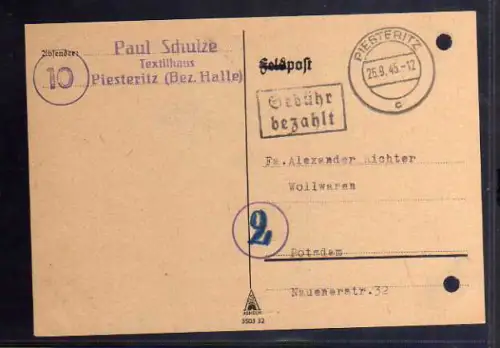 Absender:
Paul Schulze
Textilhaus
Piesteritz (Bez. Halle)
10
Feldpost
PIESTERITZ
25.9.45.-12
c
Gebühr
bezahlt
Fa. Alexander Richter
Wollwaren
2
Potsdam
Nauenerstr. 32